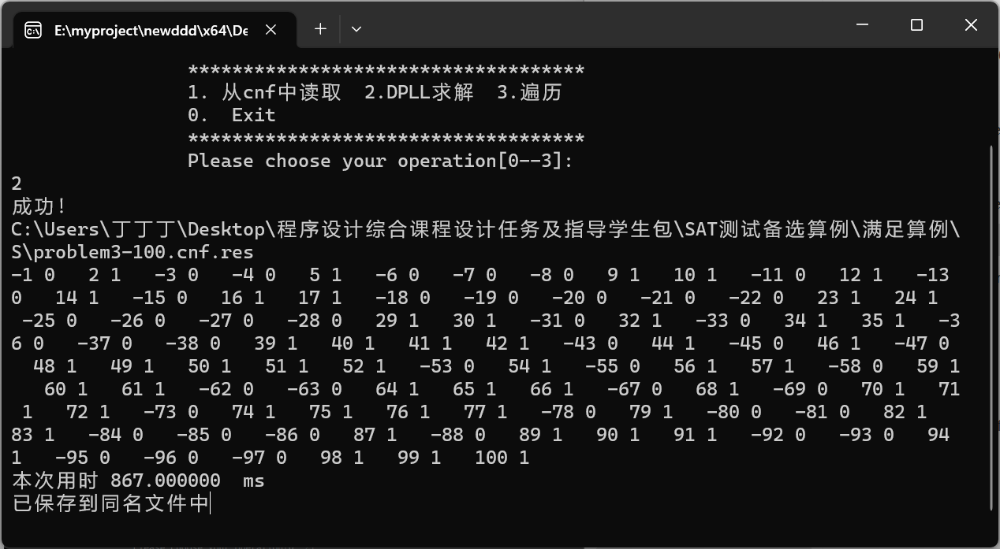 E:\myproject\newddd\x64\De
***********************************
1. 从cnf中读取  2.DPLL求解  3.遍历
0.  Exit
***********************************
Please choose your operation[0--3]:
2
成功!
C:\Users\丁丁丁\Desktop\程序设计综合课程设计任务及指导学生包\SAT测试备选算例\满足算例\
S\problem3-100.cnf.res
-1 0   2 1   -3 0   -4 0   5 1   -6 0   -7 0   -8 0   9 1   10 1   -11 0   12 1   -13
0   14 1   -15 0   16 1   17 1   -18 0   -19 0   -20 0   -21 0   -22 0   23 1   24 1
-25 0   -26 0   -27 0   -28 0   29 1   30 1   -31 0   32 1   -33 0   34 1   35 1   -3
6 0   -37 0   -38 0   39 1   40 1   41 1   42 1   -43 0   44 1   -45 0   46 1   -47 0
48 1   49 1   50 1   51 1   52 1   -53 0   54 1   -55 0   56 1   57 1   -58 0   59 1
60 1   61 1   -62 0   -63 0   64 1   65 1   66 1   -67 0   68 1   -69 0   70 1   71
1   72 1   -73 0   74 1   75 1   76 1   77 1   -78 0   79 1   -80 0   -81 0   82 1
83 1   -84 0   -85 0   -86 0   87 1   -88 0   89 1   90 1   91 1   -92 0   -93 0   94
1   -95 0   -96 0   -97 0   98 1   99 1   100 1
本次用时 867.000000  ms
已保存到同名文件中